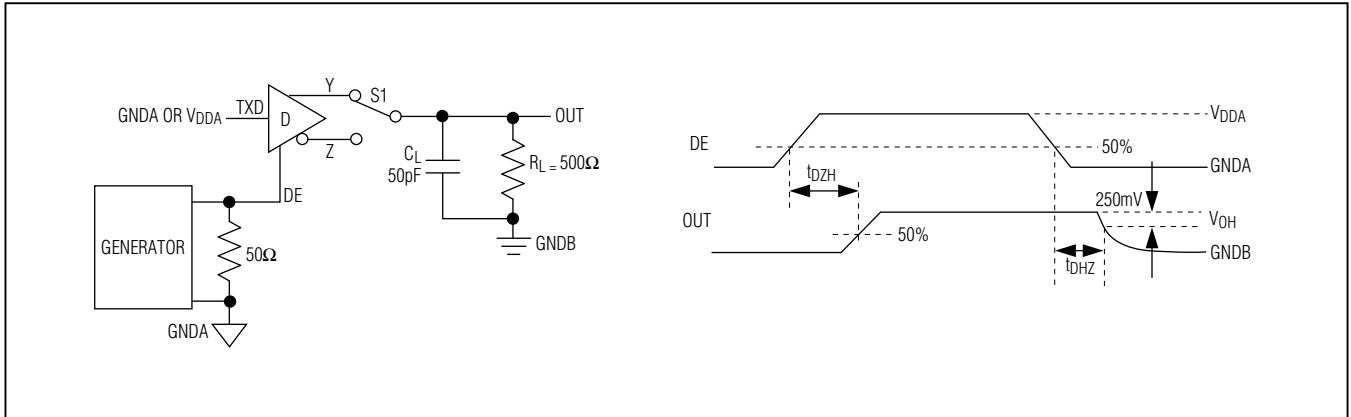 Y
S1
GNDA OR VDDA
TXD
D
OUT
Z
CL
50pF
RL = 500Ω
DE
GENERATOR
50Ω
GNDB
GNDA
VDDA
DE
50%
GNDA
tDZH
250mV
OUT
VOH
50%
GNDB
tDHZ